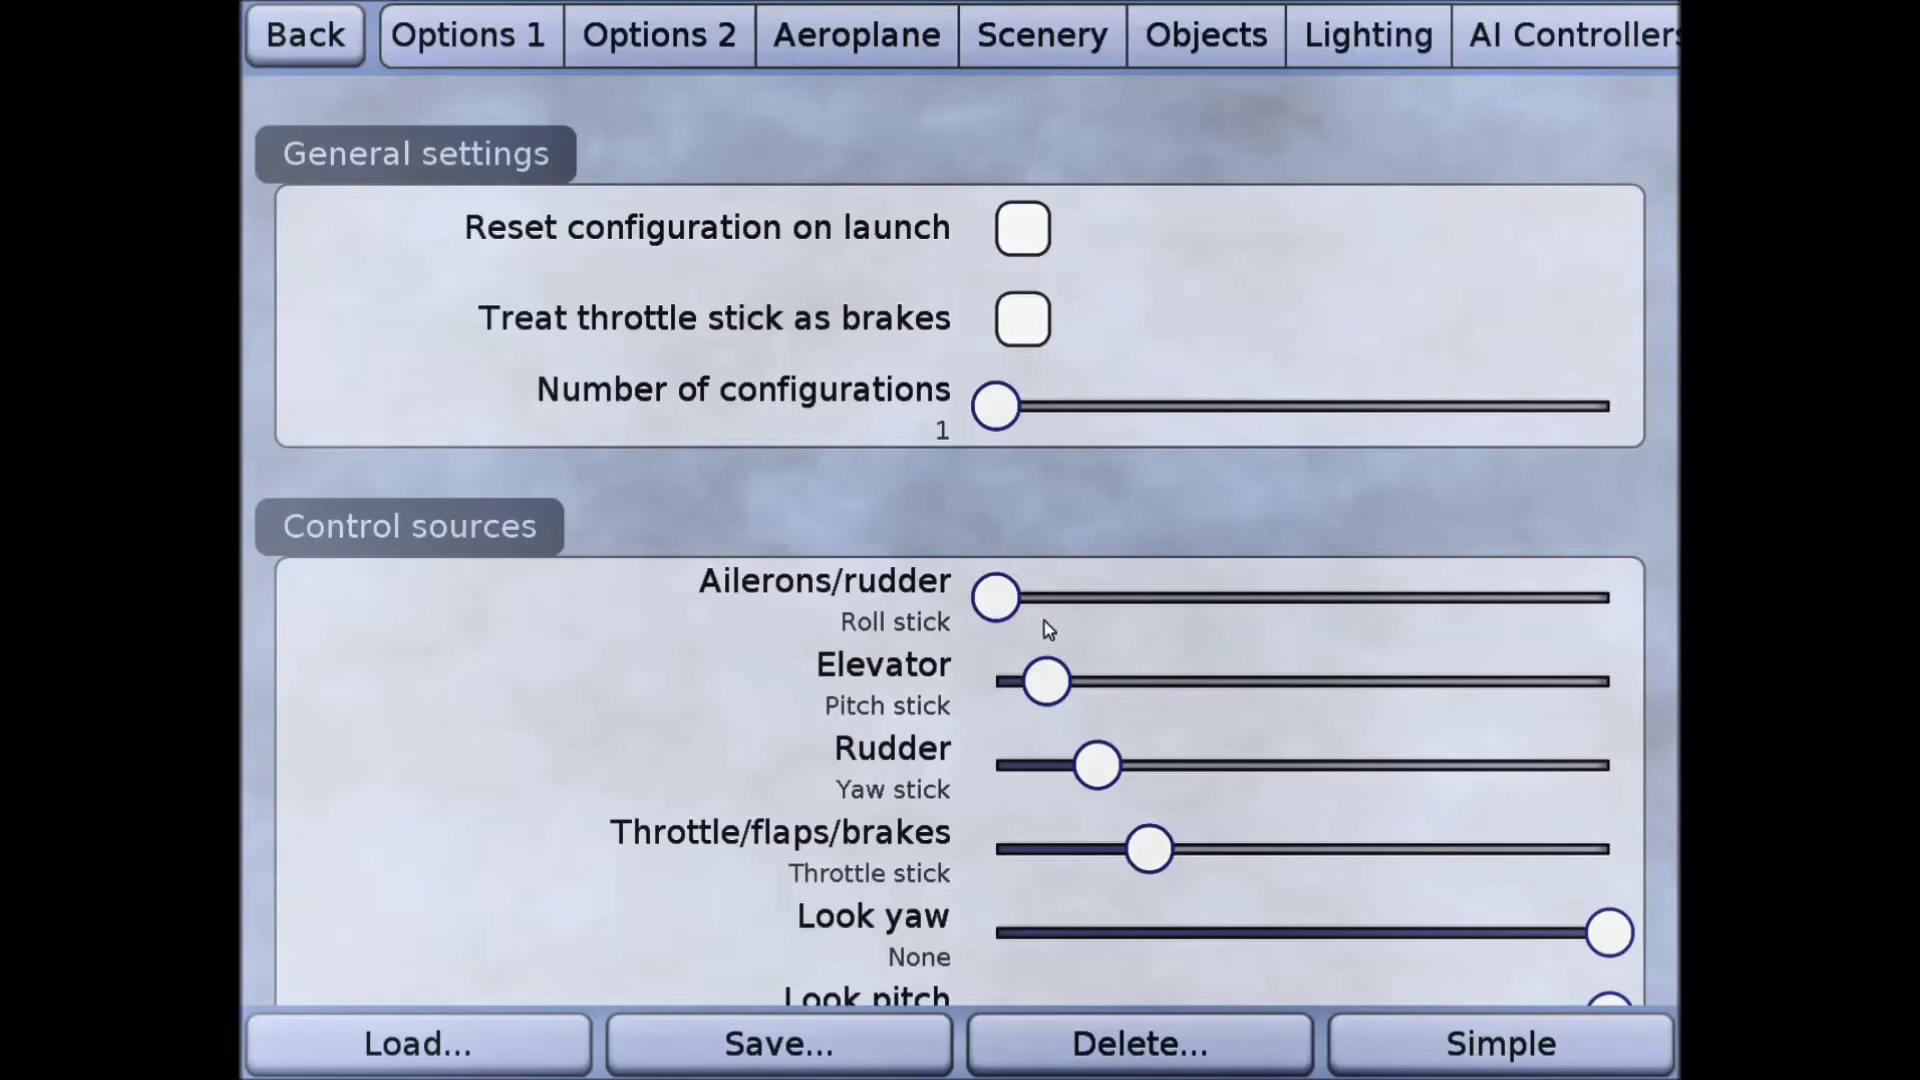 Back
Options 1
Options 2
Aeroplane
Scenery
Objects
Lighting
AI Controllers
General settings
Reset configuration on launch
Treat throttle stick as brakes
Number of configurations
1
Control sources
Ailerons/rudder
Roll stick
Elevator
Pitch stick
Rudder
Yaw stick
Throttle/flaps/brakes
Throttle stick
Look yaw
None
Look pitch
Load...
Save...
Delete...
Simple